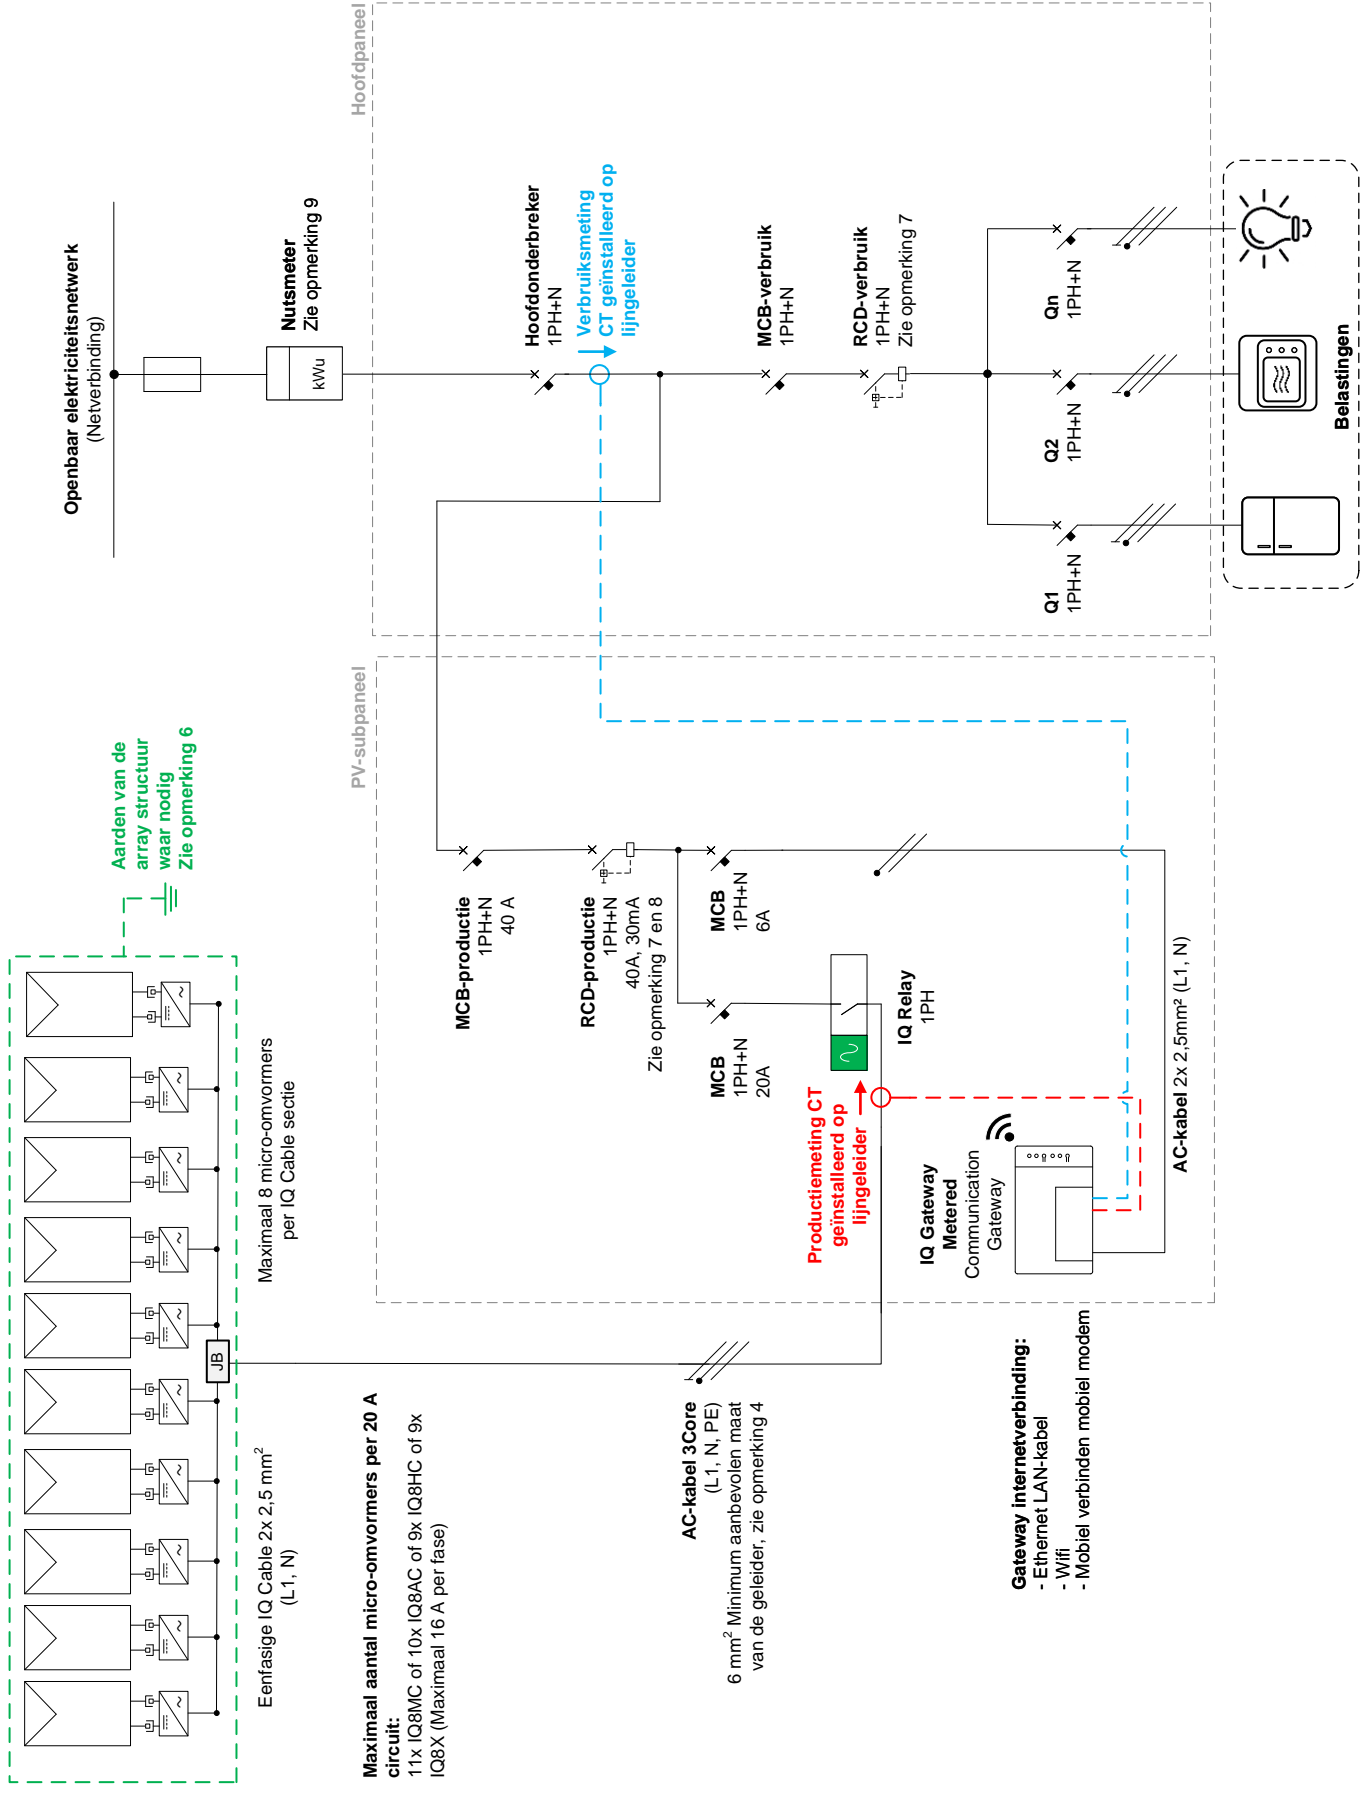 Aarden van de
array structuur
waar nodig
Zie opmerking 6
Openbaar elektriciteitsnetwerk
(Netverbinding)
JB
Eenfasige IQ Cable 2x 2,5 mm²
(L1, N)
Maximaal 8 micro-omvormers
per IQ Cable sectie
Nutsmeter
Zie opmerking 9
kWu
Maximaal aantal micro-omvormers per 20 A
circuit:
11x IQ8MC of 10x IQ8AC of 9x IQ8HC of 9x
IQ8X (Maximaal 16 A per fase)
PV-subpaneel
Hoofdpaneel
MCB-productie
1PH+N
40 A
Hoofdonderbreker
1PH+N
Verbruiksmeting
CT geïnstalleerd op
lijngeleider
RCD-productie
1PH+N
40A, 30mA
Zie opmerking 7 en 8
AC-kabel 3Core
(L1, N, PE)
6 mm² Minimum aanbevolen maat
van de geleider, zie opmerking 4
MCB
1PH+N
20A
MCB
1PH+N
6A
MCB-verbruik
1PH+N
Productiemeting CT
geïnstalleerd op
lijngeleider
IQ Relay
1PH
RCD-verbruik
1PH+N
Zie opmerking 7
IQ Gateway
Metered
Communication
Gateway
Gateway internetverbinding:
- Ethernet LAN-kabel
- Wifi
- Mobiel verbinden mobiel modem
AC-kabel 2x 2,5mm² (L1, N)
Q1
1PH+N
Q2
1PH+N
Qn
1PH+N
Belastingen